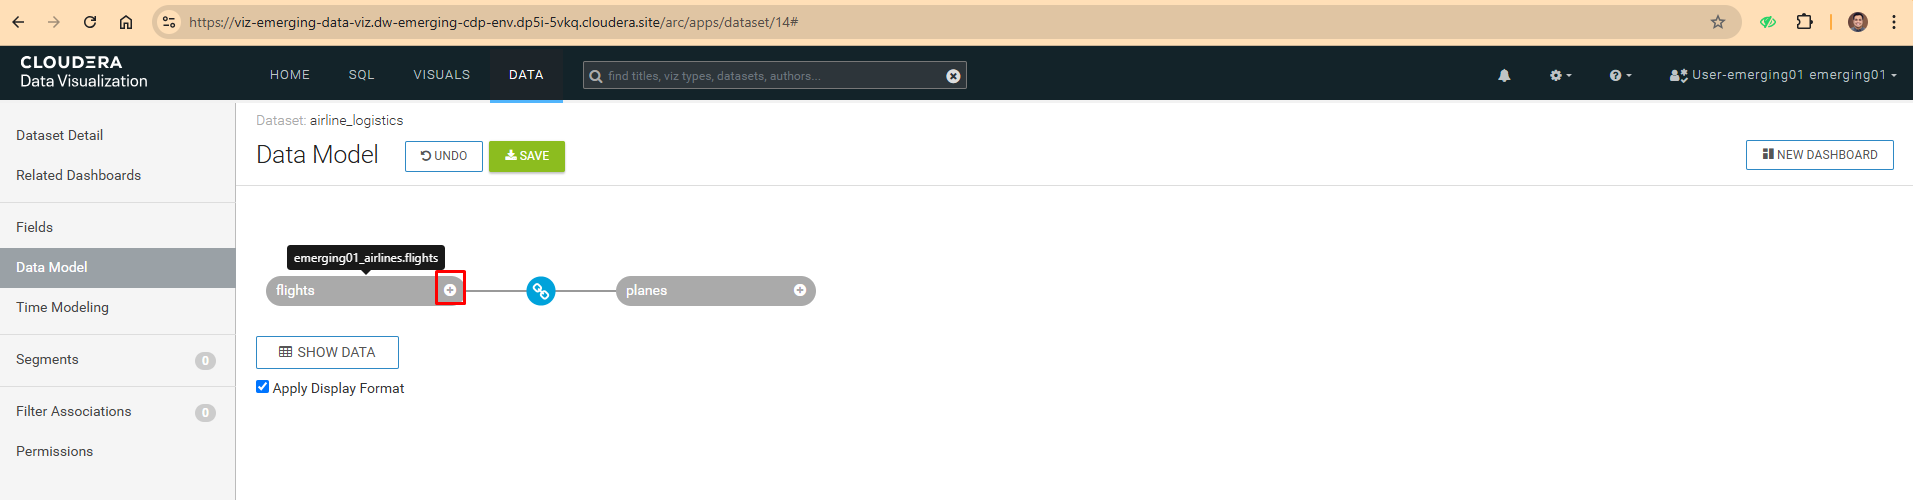 https://viz-emerging-data-viz.dw-emerging-cdp-env.dp5i-5vkq.cloudera.site/arc/apps/dataset/14#
CLOUDERA
Data Visualization
HOME SQL VISUALS DATA find titles, viz types, datasets, authors... User-emerging01 emerging01
Dataset Detail
Related Dashboards
Fields
Data Model
Time Modeling
Segments 0
Filter Associations 0
Permissions
Dataset: airline_logistics
Data Model UNDO SAVE NEW DASHBOARD
emerging01_airlines.flights
flights planes
SHOW DATA
Apply Display Format